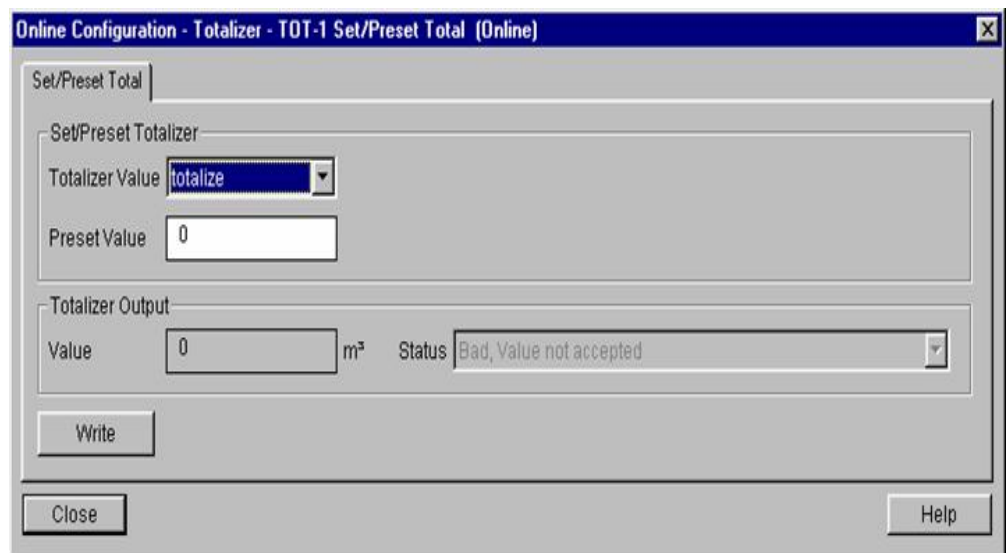 Online Configuration - Totalizer - TOT-1 Set/Preset Total (Online)
Set/Preset Total
Set/Preset Totalizer
Totalizer Value totalize
Preset Value 0
Totalizer Output
Value 0 m³ Status Bad, Value not accepted
Write
Close Help